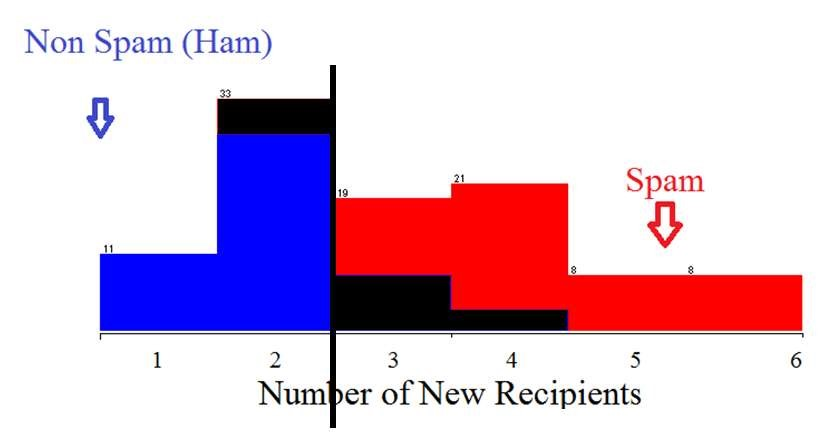 Non Spam (Ham)
33
21
Spam
19
11
8 8
1 2 3 4 5 6
Number of New Recipients